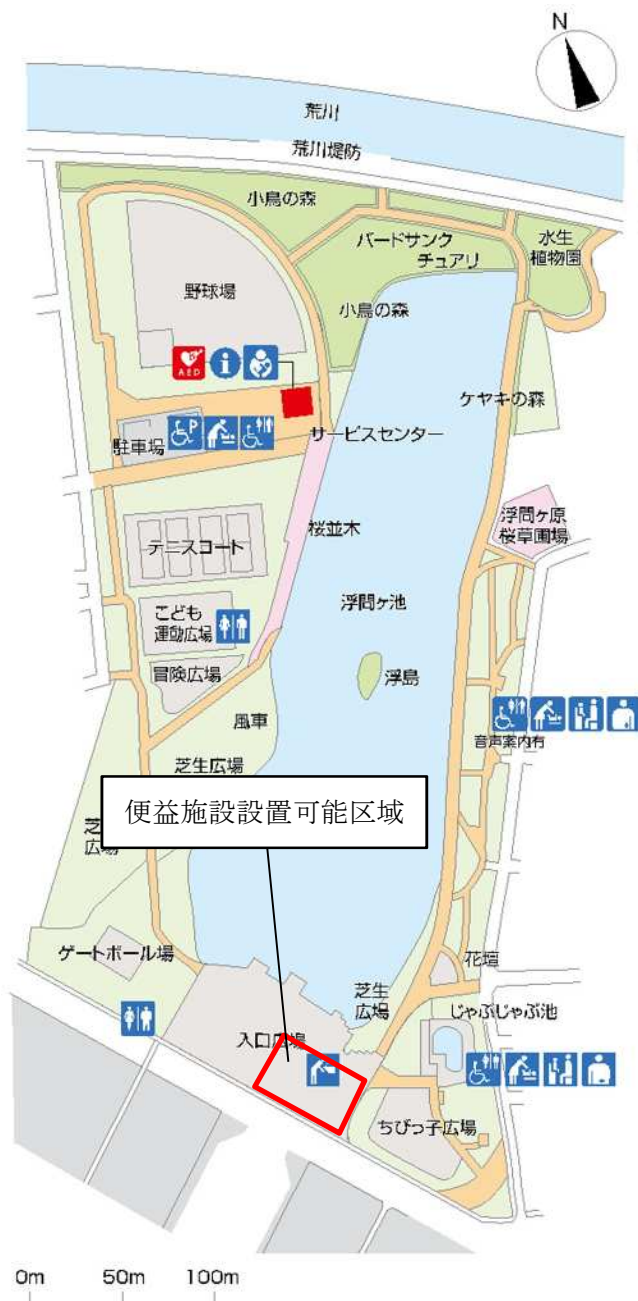 N
荒川
荒川堤防
小鳥の森
バードサンク
チュアリ
水生
植物園
野球場
小鳥の森
AED
i
ケヤキの森
P
駐車場
サービスセンター
浮間ヶ原
桜草圃場
桜並木
テニスコート
浮間ヶ池
こども
運動広場
冒険広場
浮島
風車
音声案内有
芝生広場
便益施設設置可能区域
芝
広場
ゲートボール場
花壇
芝生
広場
じゃぶじゃぶ池
入口広場
ちびっ子広場
0m
50m
100m